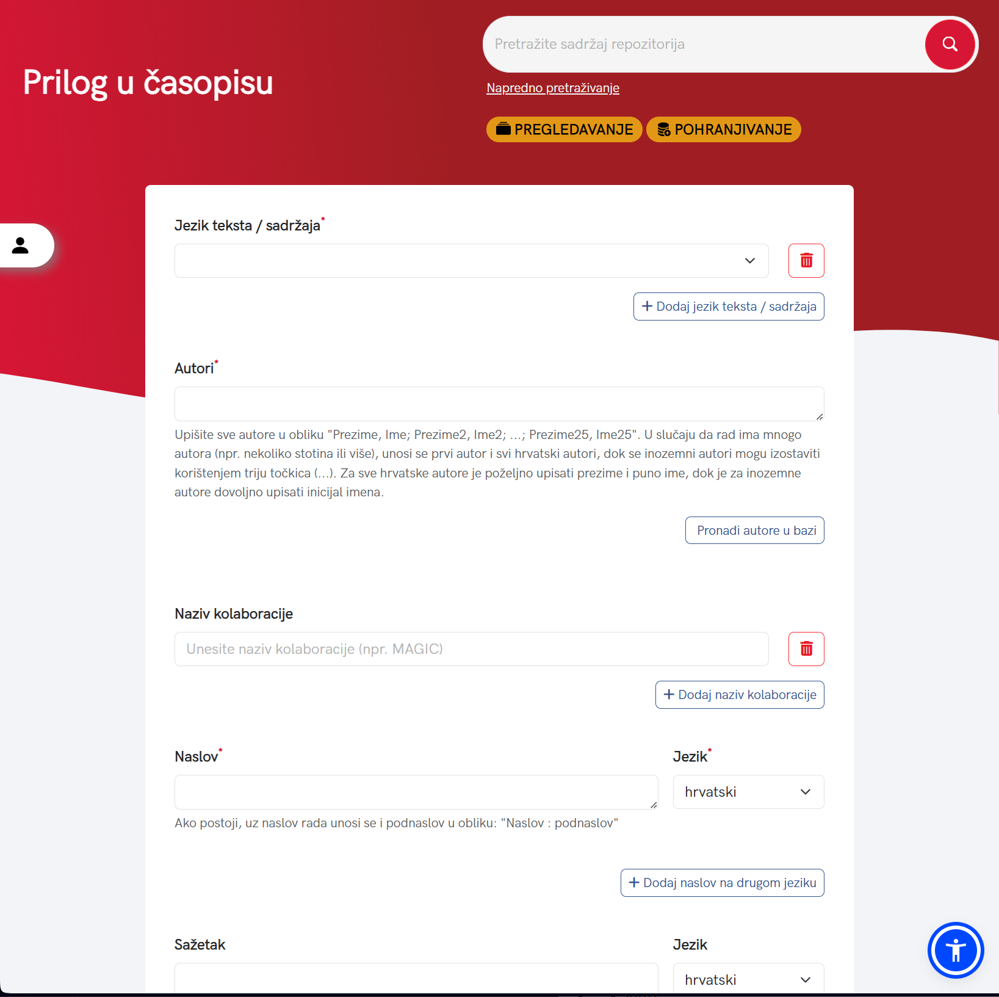 Pretražite sadržaj repozitorija
Prilog u časopisu
Napredno pretraživanje
PREGLEDAVANJE POHRANJIVANJE
Jezik teksta / sadržaja*
+ Dodaj jezik teksta / sadržaja
Autori*
Upišite sve autore u obliku "Prezime, Ime; Prezime2, Ime2; ...; Prezime25, Ime25". U slučaju da rad ima mnogo
autora (npr. nekoliko stotina ili više), unosi se prvi autor i svi hrvatski autori, dok se inozemni autori mogu izostaviti
korištenjem triju točkica (...). Za sve hrvatske autore je poželjno upisati prezime i puno ime, dok je za inozemne
autore dovoljno upisati inicijal imena.
Pronađi autore u bazi
Naziv kolaboracije
Unesite naziv kolaboracije (npr. MAGIC)
+ Dodaj naziv kolaboracije
Naslov* Jezik*
hrvatski
Ako postoji, uz naslov rada unosi se i podnaslov u obliku: "Naslov : podnaslov"
+ Dodaj naslov na drugom jeziku
Sažetak Jezik
hrvatski